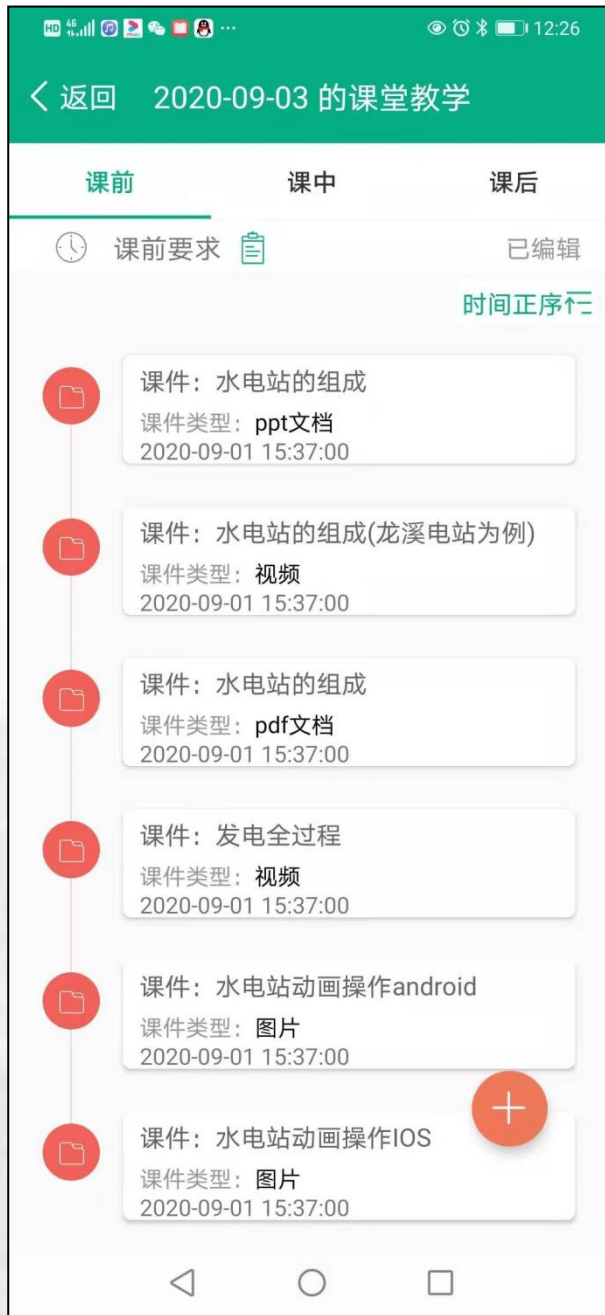 HD 46 ... 12:26
返回 2020-09-03 的课堂教学
课前 课中 课后
课前要求 已编辑
时间正序
课件：水电站的组成
课件类型：ppt文档
2020-09-01 15:37:00
课件：水电站的组成(龙溪电站为例)
课件类型：视频
2020-09-01 15:37:00
课件：水电站的组成
课件类型：pdf文档
2020-09-01 15:37:00
课件：发电全过程
课件类型：视频
2020-09-01 15:37:00
课件：水电站动画操作android
课件类型：图片
2020-09-01 15:37:00
课件：水电站动画操作IOS
课件类型：图片
2020-09-01 15:37:00